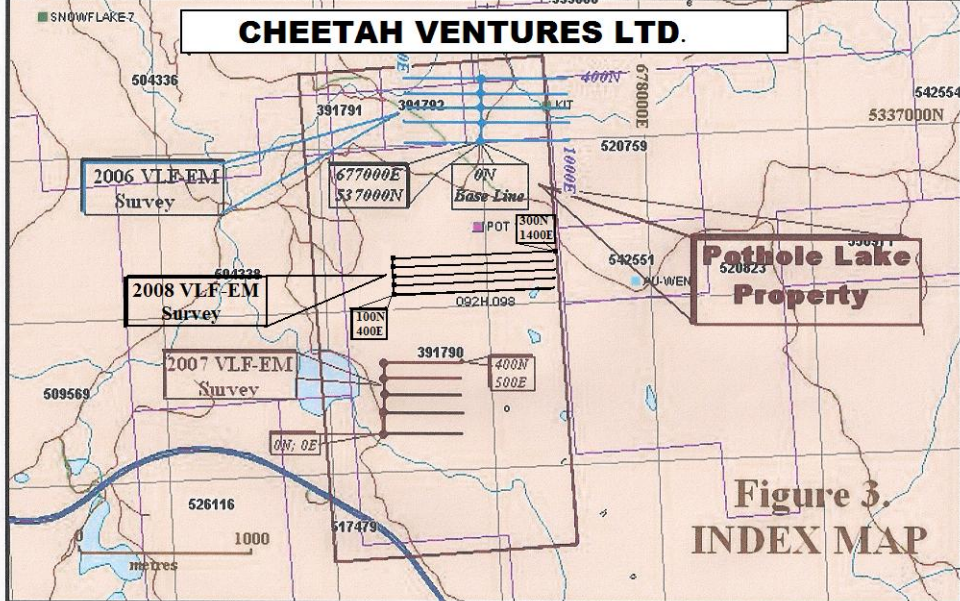 CHEETAH VENTURES LTD.
SNOWFLAKE-7
504336
391791
391792
400N
KIT
678000E
542554
5337000N
520759
1000E
2006 VLF-EM
Survey
677000E
537000N
0N
Base Line
POT
300N
1400E
542551
AU-WEN
Pothole Lake
520823
Property
504338
2008 VLF-EM
Survey
092H.098
100N
400E
2007 VLF-EM
Survey
391790
400N
500E
509569
0N; 0E
526116
517479
Figure 3.
INDEX MAP
0
1000
metres